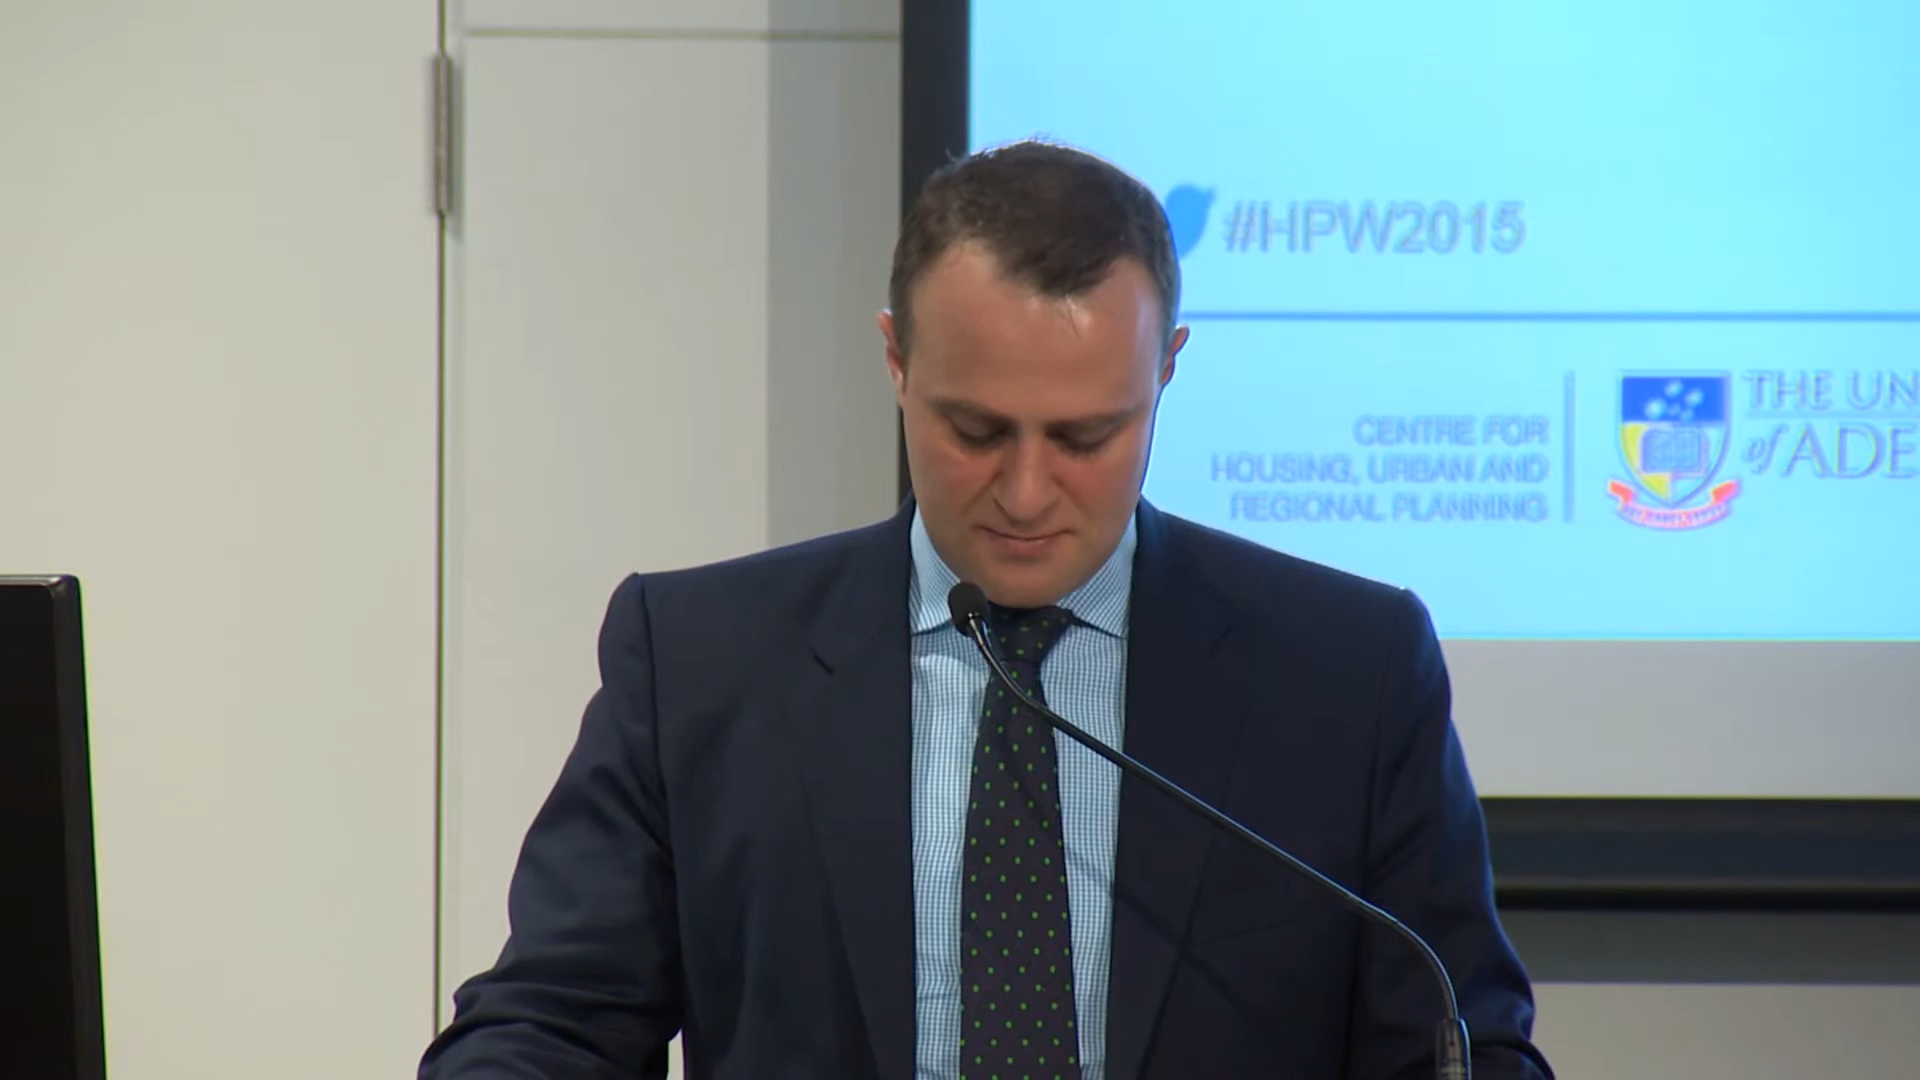 #HPW2015
CENTRE FOR
HOUSING, URBAN AND
REGIONAL PLANNING
THE UN
of ADE